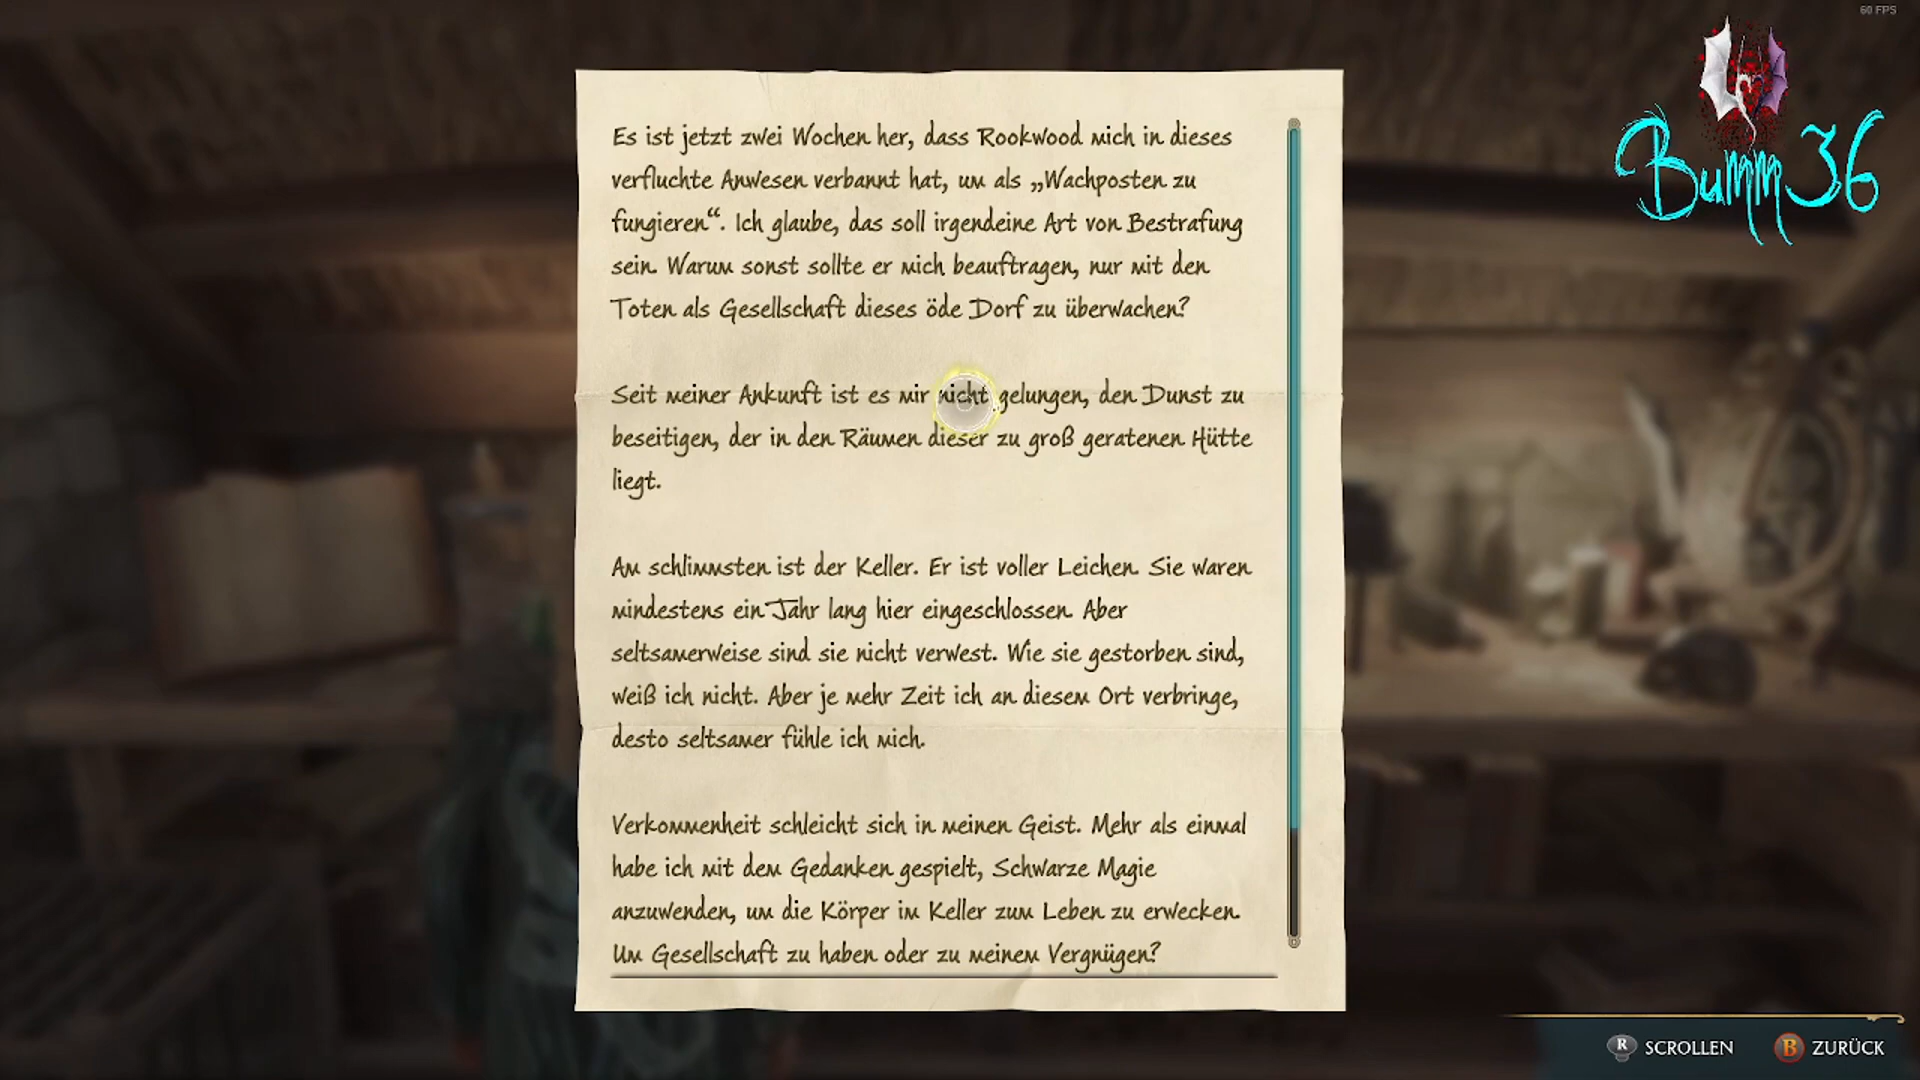 60 FPS
Bumm36
Es ist jetzt zwei Wochen her, dass Rookwood mich in dieses
verfluchte Anwesen verbannt hat, um als „Wachposten zu
fungieren“. Ich glaube, das soll irgendeine Art von Bestrafung
sein. Warum sonst sollte er mich beauftragen, nur mit den
Toten als Gesellschaft dieses öde Dorf zu überwachen?
Seit meiner Ankunft ist es mir nicht gelungen, den Dunst zu
beseitigen, der in den Räumen dieser zu groß geratenen Hütte
liegt.
Am schlimmsten ist der Keller. Er ist voller Leichen. Sie waren
mindestens ein Jahr lang hier eingeschlossen. Aber
seltsamerweise sind sie nicht verwest. Wie sie gestorben sind,
weiß ich nicht. Aber je mehr Zeit ich an diesem Ort verbringe,
desto seltsamer fühle ich mich.
Verkommenheit schleicht sich in meinen Geist. Mehr als einmal
habe ich mit dem Gedanken gespielt, Schwarze Magie
anzuwenden, um die Körper im Keller zum Leben zu erwecken.
Um Gesellschaft zu haben oder zu meinem Vergnügen?
R SCROLLEN B ZURÜCK